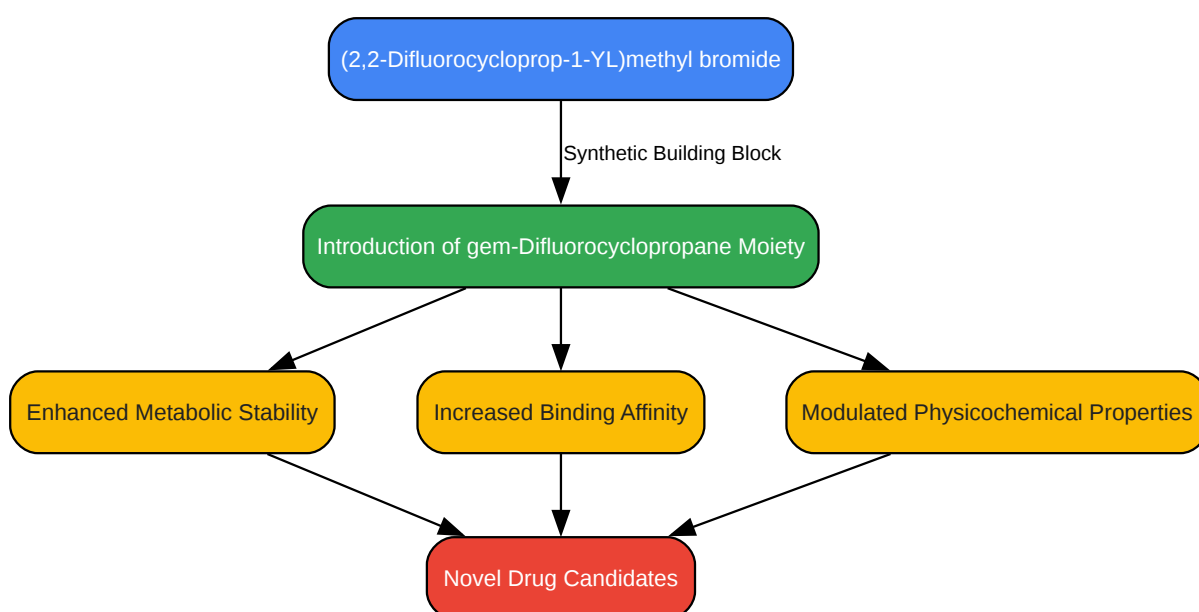 (2,2-Difluorocycloprop-1-YL)methyl bromide
Synthetic Building Block
Introduction of gem-Difluorocyclopropane Moiety
Enhanced Metabolic Stability
Increased Binding Affinity
Modulated Physicochemical Properties
Novel Drug Candidates